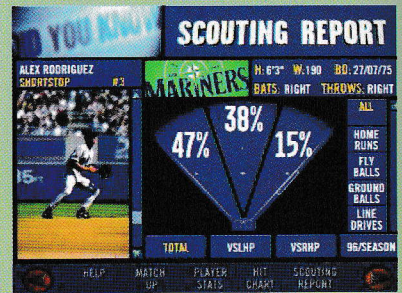 DID YOU KNOW
SCOUTING REPORT
ALEX RODRIGUEZ
SHORTSTOP #3
MARINERS
H: 6'3" W. 190 BD. 27/07/75
BATS: RIGHT THROWS: RIGHT
47%
38%
15%
ALL
HOME
RUNS
FLY
BALLS
GROUND
BALLS
LINE
DRIVES
TOTAL VSLHP VSRHP 96/SEASON
HELP MATCH UP PLAYER STATS HIT CHART SCOUTING REPORT